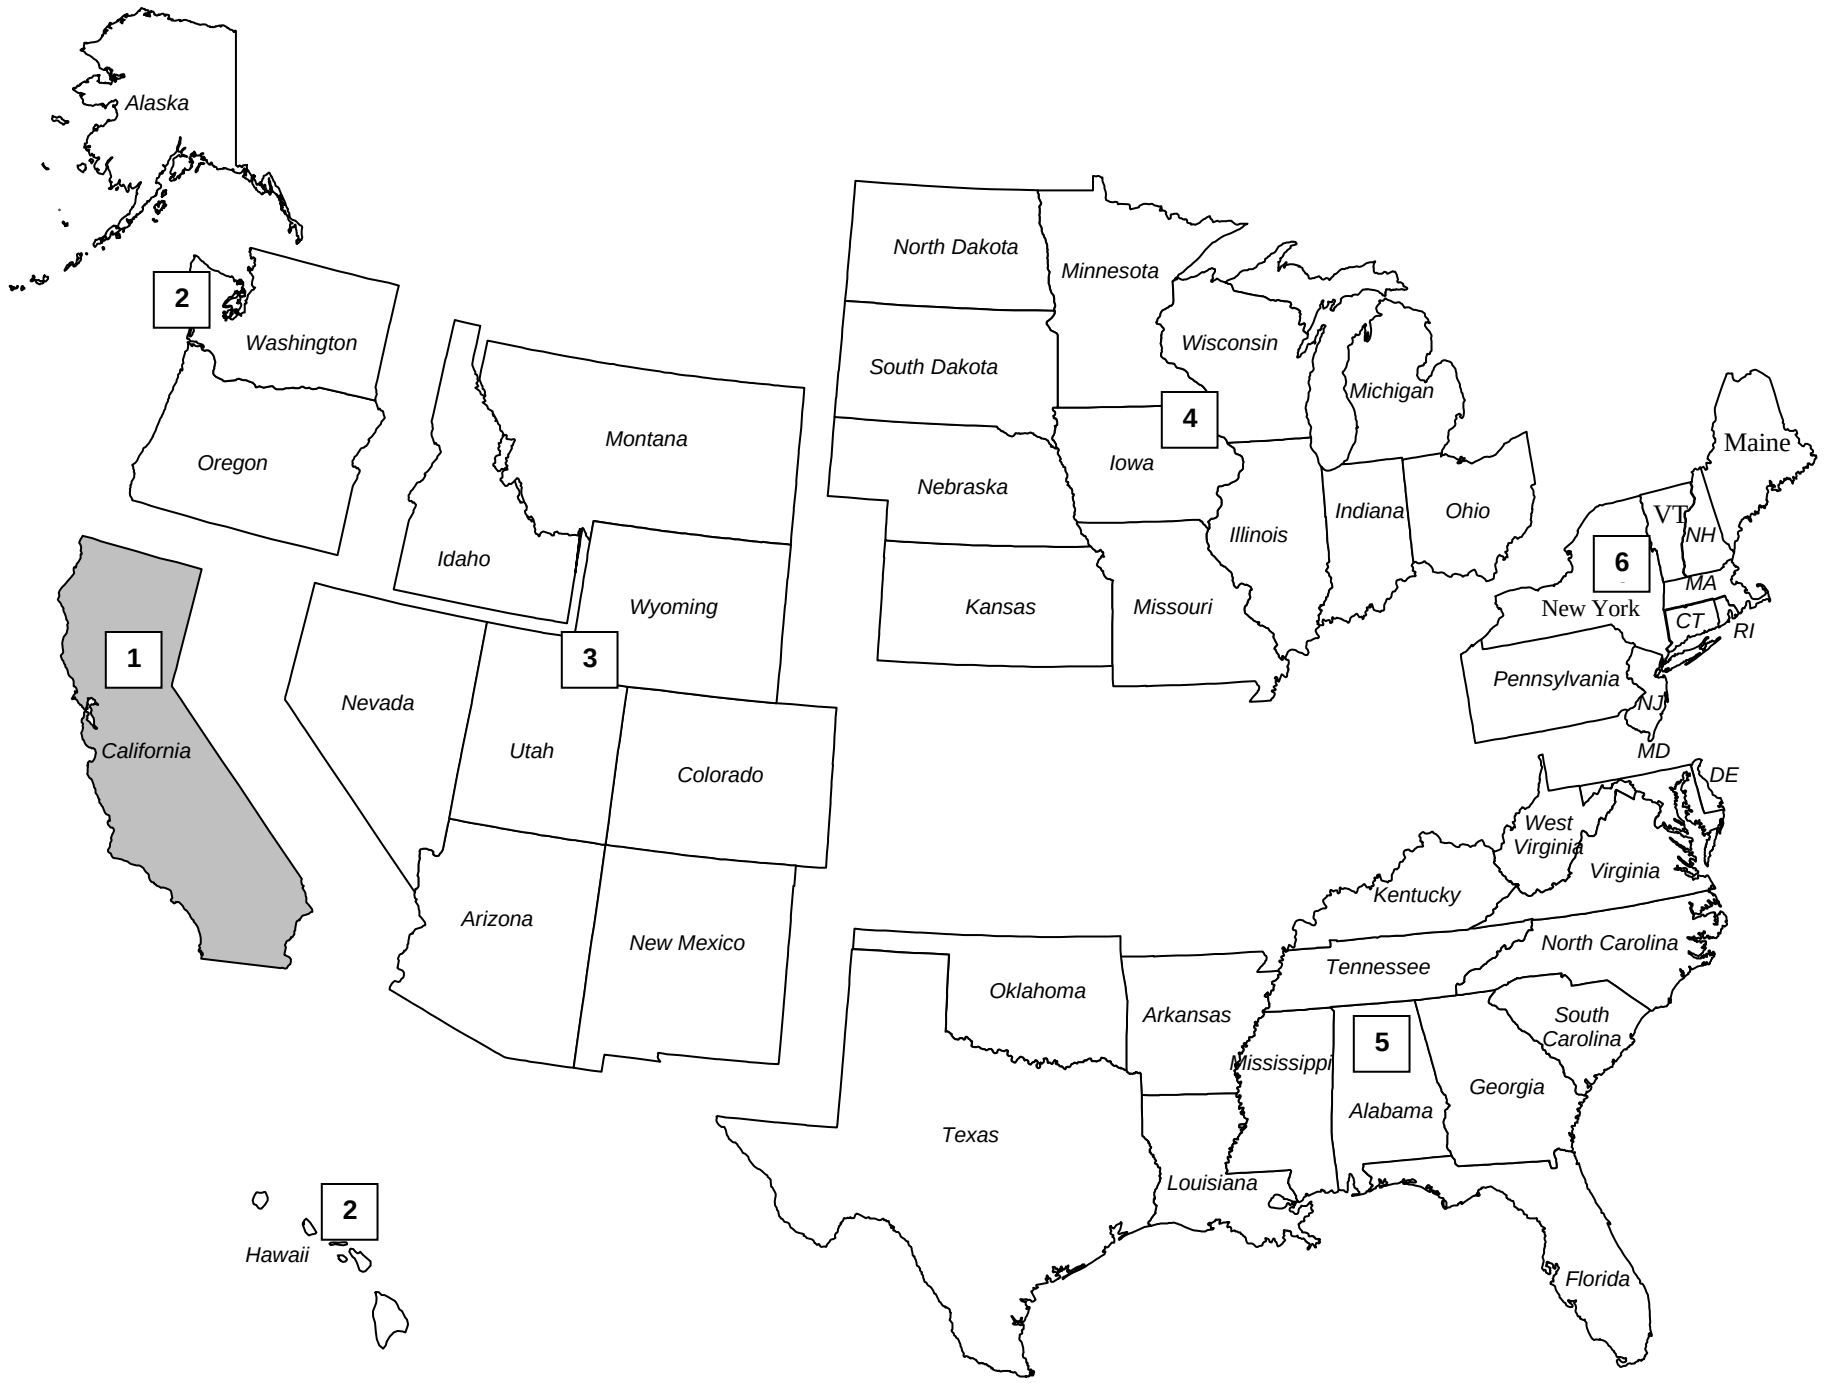 Alaska
North Dakota
Minnesota
2
Washington
Wisconsin
South Dakota
Michigan
4
Montana
Maine
Oregon
Iowa
Nebraska
Indiana
Ohio
VT
Illinois
NH
Idaho
6
MA
Wyoming
Kansas
Missouri
New York
CT
RI
1
3
Pennsylvania
Nevada
NJ
California
Utah
MD
Colorado
DE
West
Virginia
Virginia
Kentucky
Arizona
New Mexico
North Carolina
Tennessee
Oklahoma
Arkansas
South
Carolina
5
Mississippi
Georgia
Alabama
Texas
Louisiana
2
Hawaii
Florida